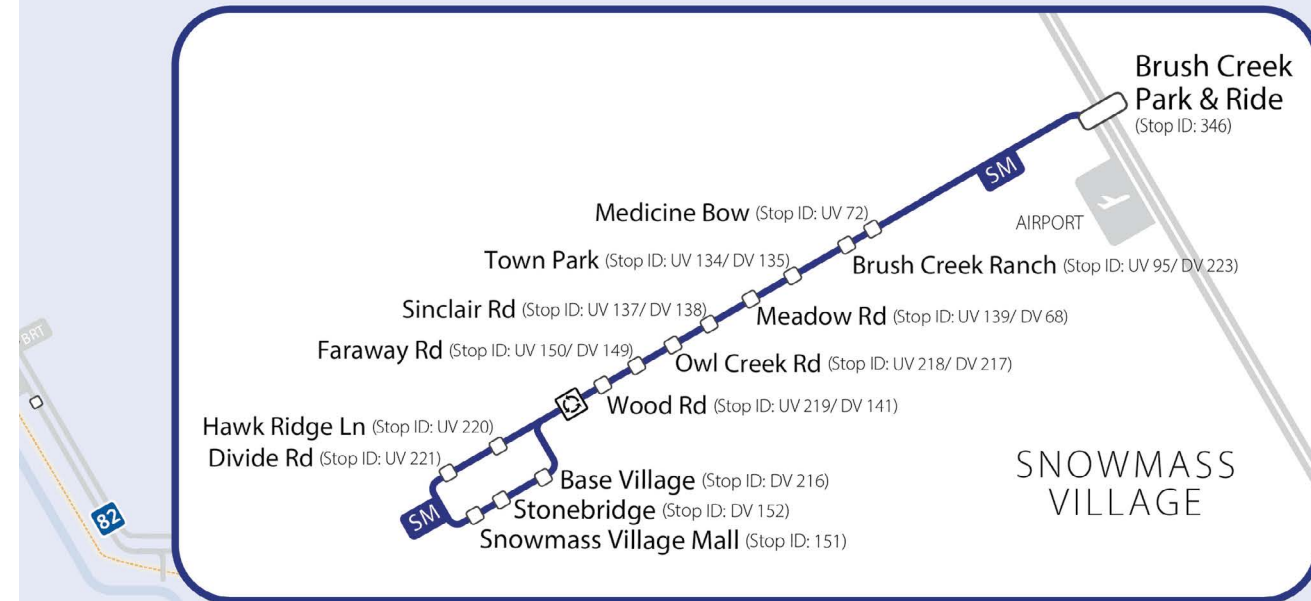 Brush Creek
Park & Ride
(Stop ID: 346)
SM
AIRPORT
Medicine Bow (Stop ID: UV 72)
Brush Creek Ranch (Stop ID: UV 95/ DV 223)
Town Park (Stop ID: UV 134/ DV 135)
Meadow Rd (Stop ID: UV 139/ DV 68)
Sinclair Rd (Stop ID: UV 137/ DV 138)
Owl Creek Rd (Stop ID: UV 218/ DV 217)
Faraway Rd (Stop ID: UV 150/ DV 149)
Wood Rd (Stop ID: UV 219/ DV 141)
Hawk Ridge Ln (Stop ID: UV 220)
Divide Rd (Stop ID: UV 221)
Base Village (Stop ID: DV 216)
Stonebridge (Stop ID: DV 152)
Snowmass Village Mall (Stop ID: 151)
SM
SNOWMASS
VILLAGE
BRT
82